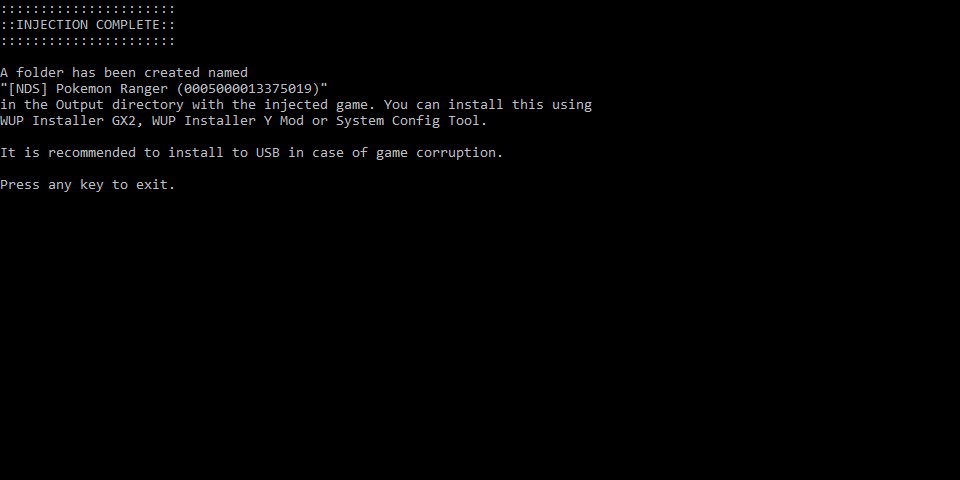 ::::::::::::::::::::::
::INJECTION COMPLETE::
::::::::::::::::::::::
A folder has been created named
"[NDS] Pokemon Ranger (0005000013375019)"
in the Output directory with the injected game. You can install this using
WUP Installer GX2, WUP Installer Y Mod or System Config Tool.
It is recommended to install to USB in case of game corruption.
Press any key to exit.